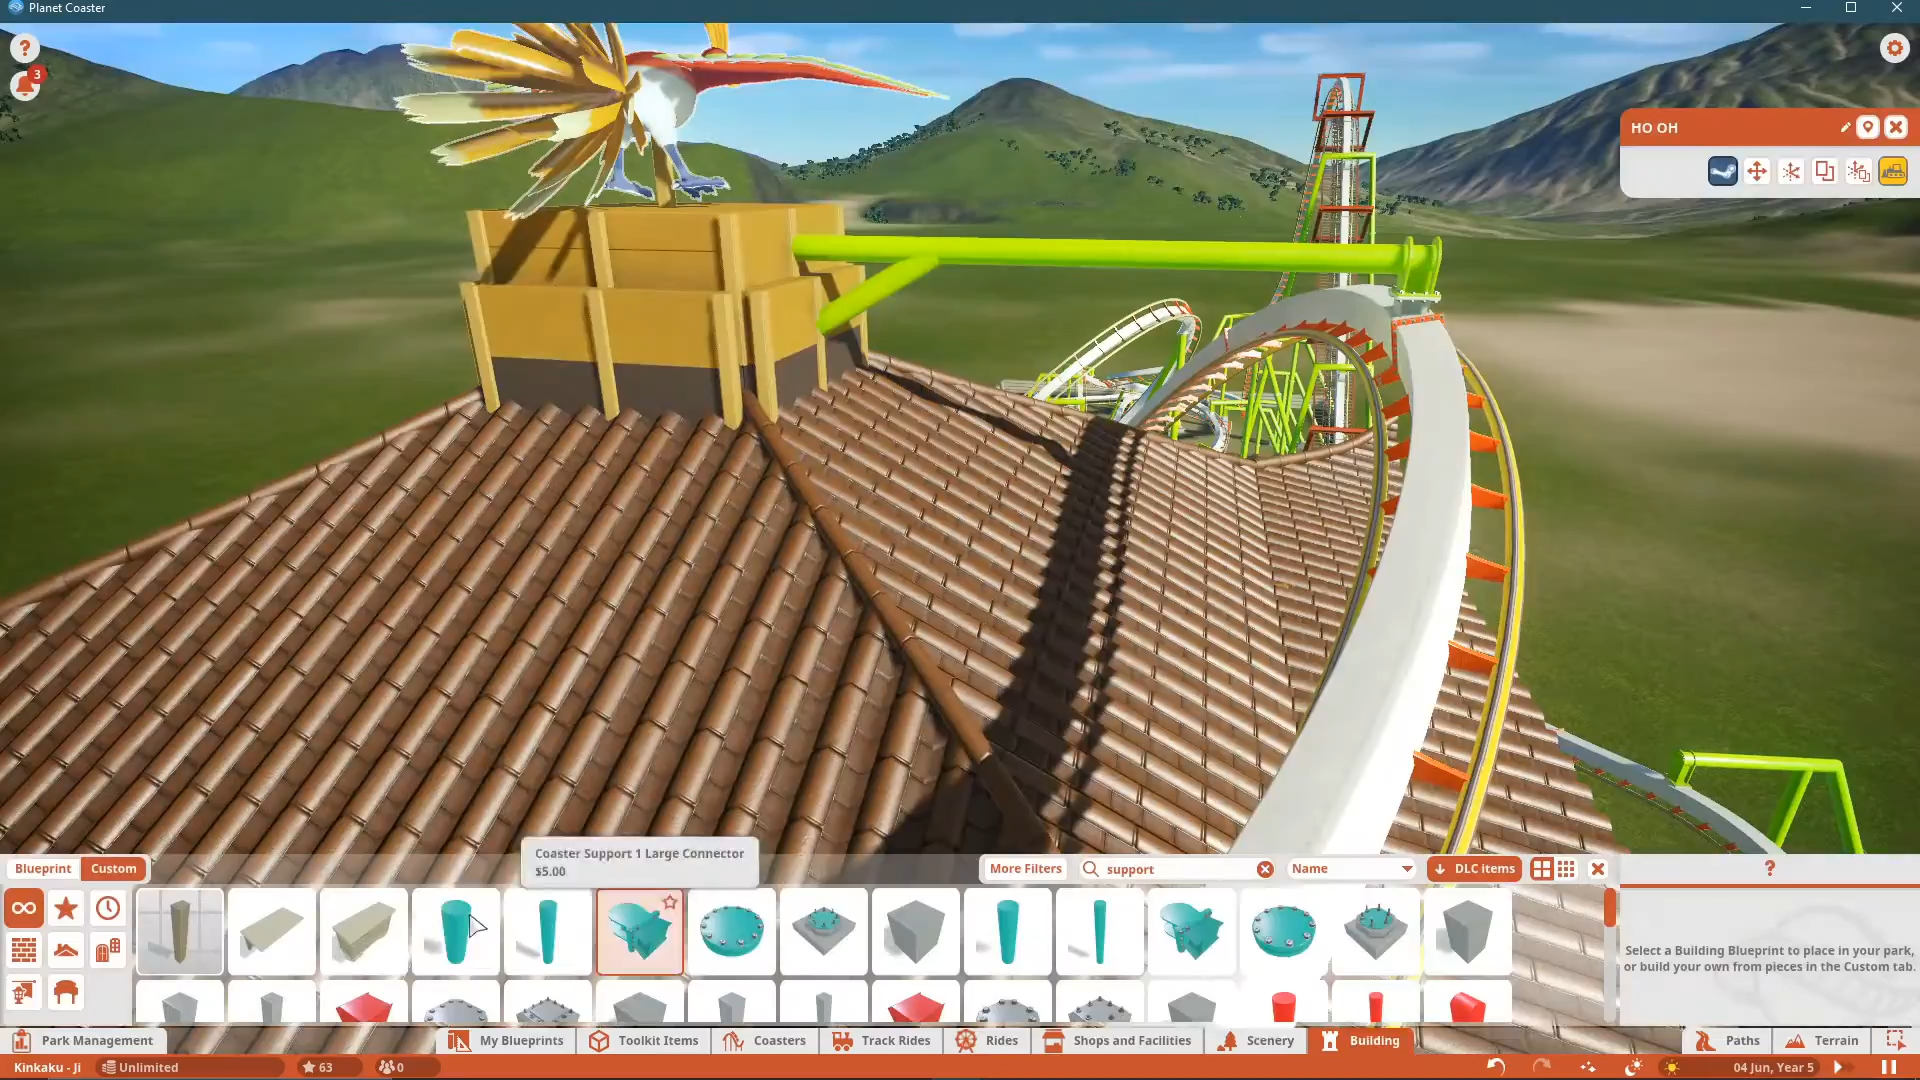 Planet Coaster
?
3
HO OH
Coaster Support 1 Large Connector
$5.00
Blueprint
Custom
More Filters
support
Name
DLC items
?
Select a Building Blueprint to place in your park,
or build your own from pieces in the Custom tab.
Park Management
My Blueprints
Toolkit Items
Coasters
Track Rides
Rides
Shops and Facilities
Scenery
Building
Paths
Terrain
Kinkaku - Ji
Unlimited
63
0
04 Jun, Year 5